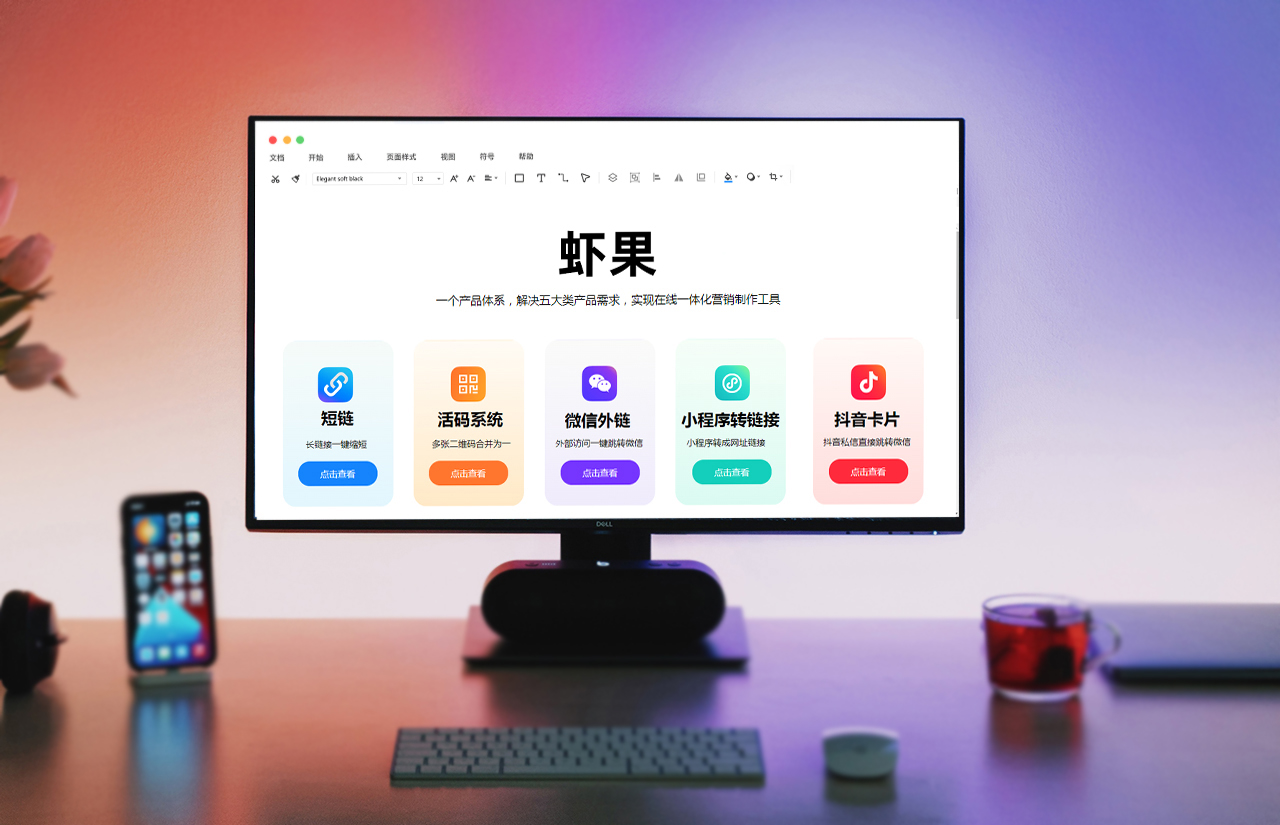 文档 开始 插入 页面样式 视图 符号 帮助
Elegant soft black 12
虾果
一个产品体系，解决五大类产品需求，实现在线一体化营销制作工具
短链 活码系统 微信外链 小程序转链接 抖音卡片
长链接一键缩短 多张二维码合并为一 外部访问一键跳转微信 小程序转成网址链接 抖音私信直接跳转微信
点击查看 点击查看 点击查看 点击查看 点击查看
DELL